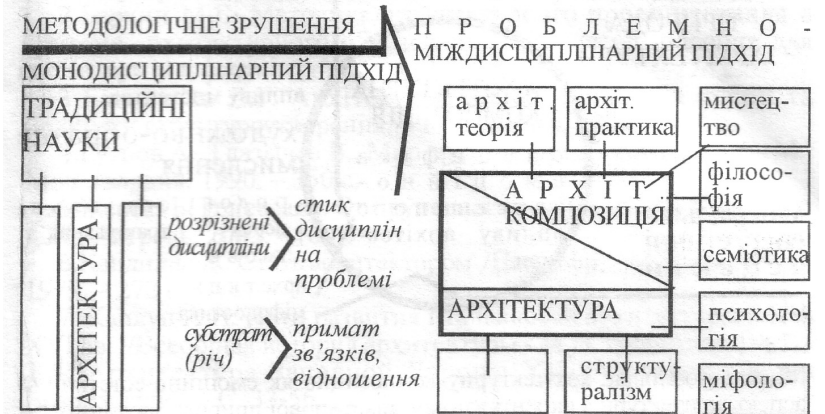 МЕТОДОЛОГІЧНЕ ЗРУШЕННЯ
МОНОДИСЦИПЛІНАРНИЙ ПІДХІД
ТРАДИЦІЙНІ
НАУКИ
АРХІТЕКТУРА
розрізнені
дисципліни
стик
дисциплін
на
проблемі
субстрат
(річ)
примат
зв’язків,
відношення
П Р О Б Л Е М Н О -
МІЖДИСЦИПЛІНАРНИЙ ПІДХІД
а р х і т .
теорія
архіт.
практика
мистец-
тво
А Р Х І Т.
КОМПОЗИЦІЯ
філосо-
фія
семіотика
АРХІТЕКТУРА
психоло-
гія
структу-
ралізм
міфоло-
гія